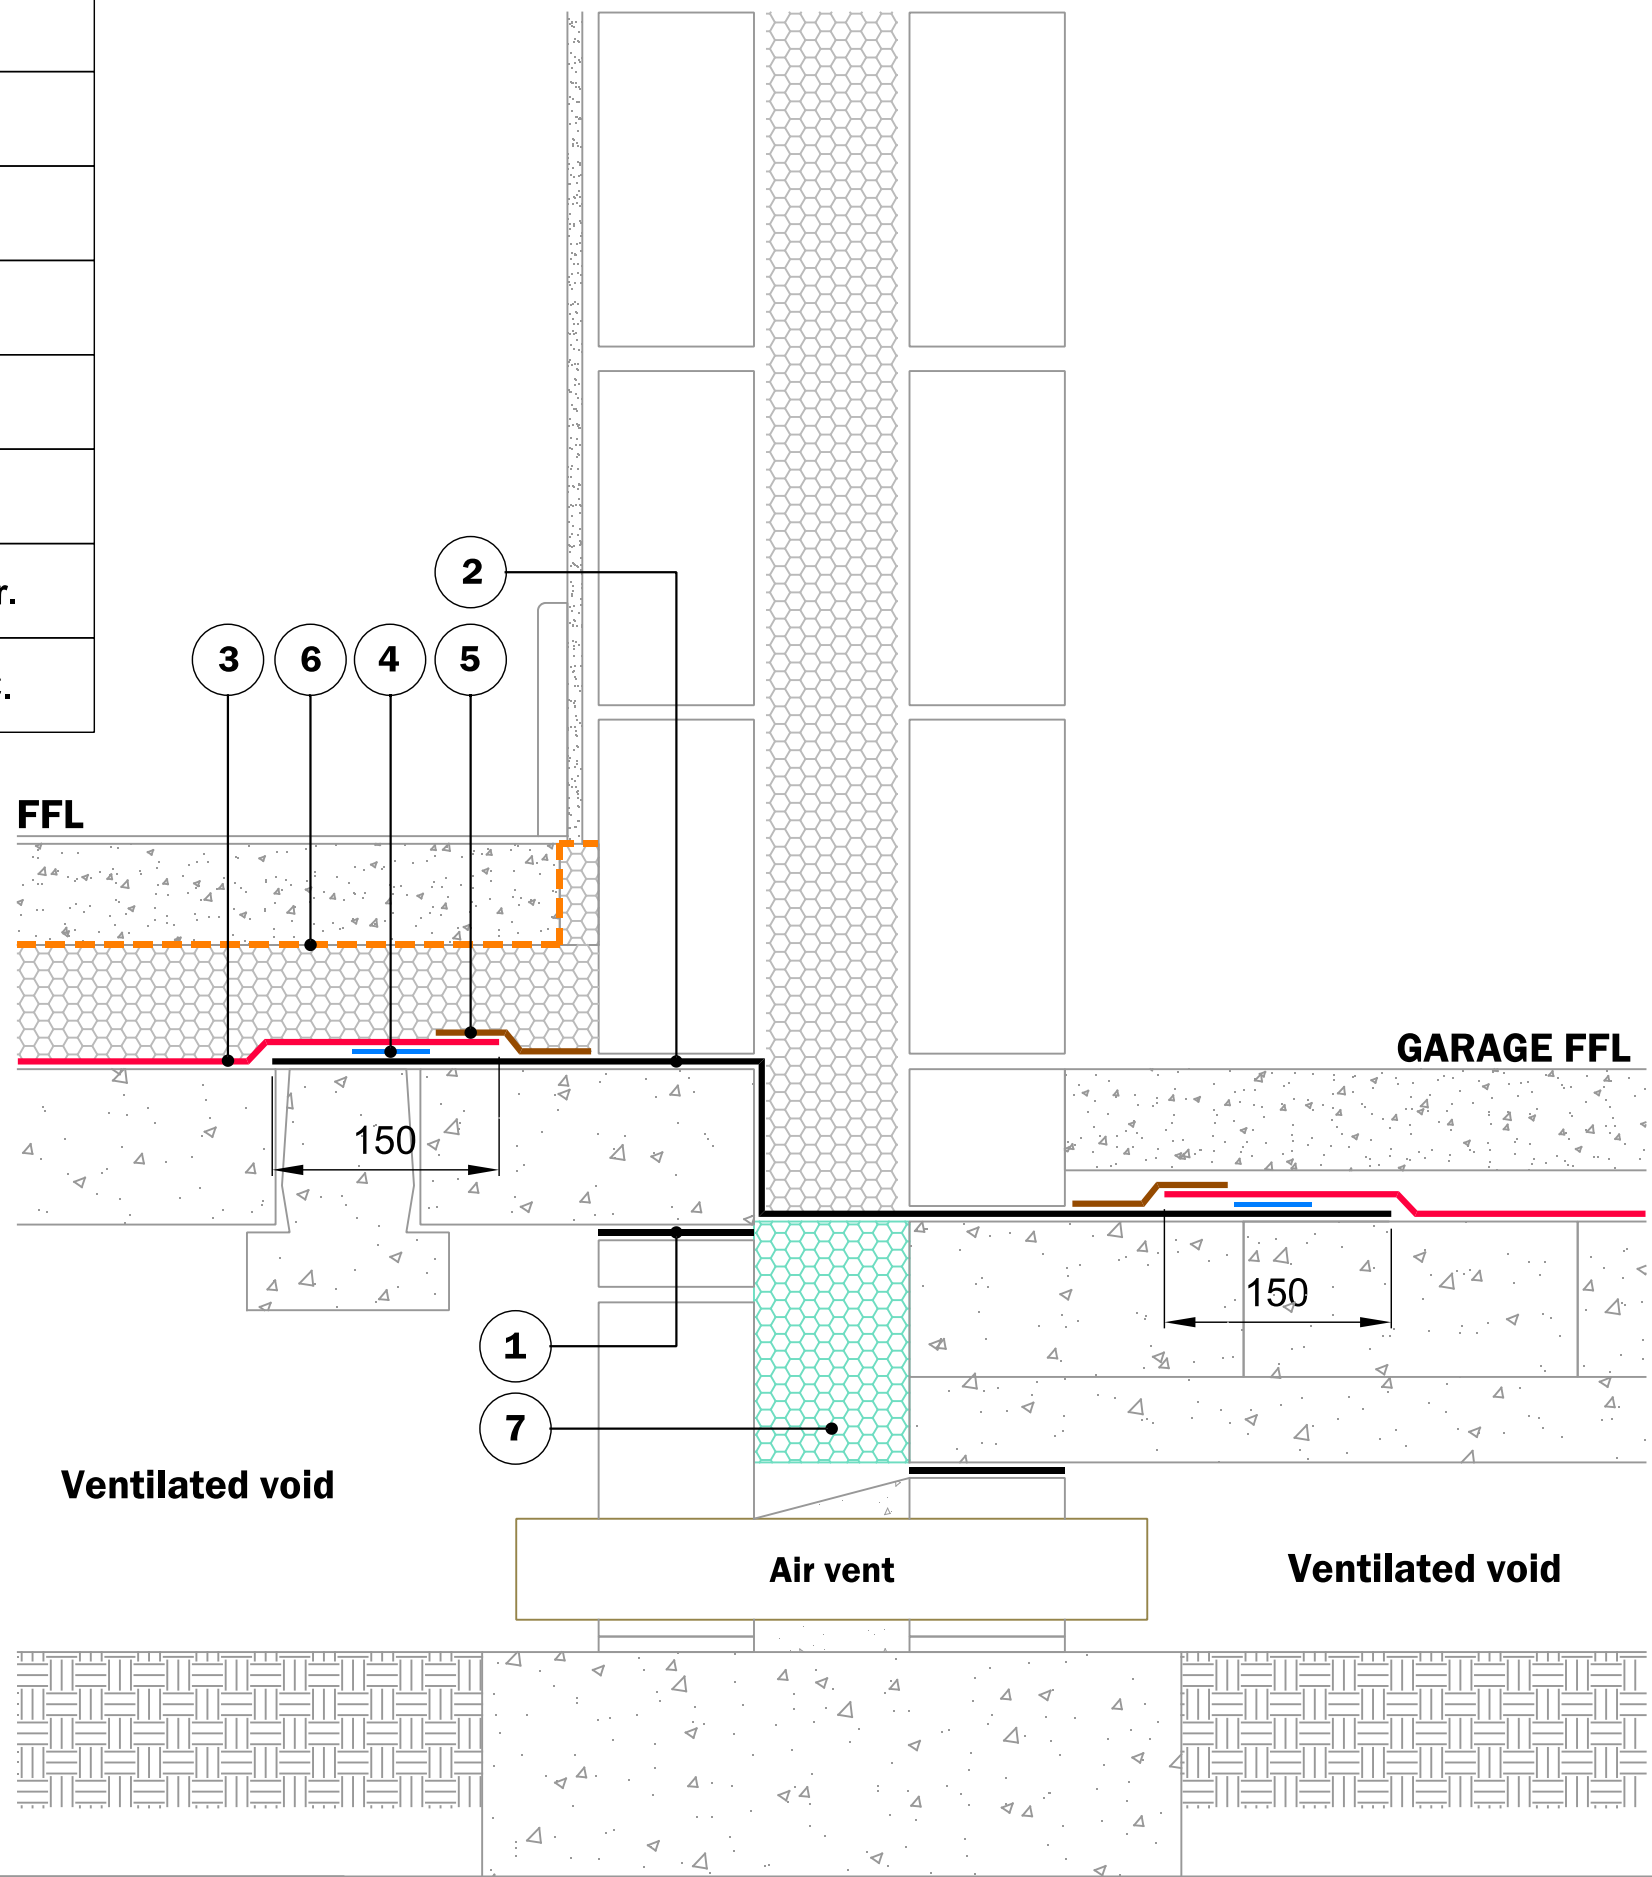 r.
.
2
3 6 4 5
FFL
GARAGE FFL
150
150
1
7
Ventilated void
Air vent
Ventilated void